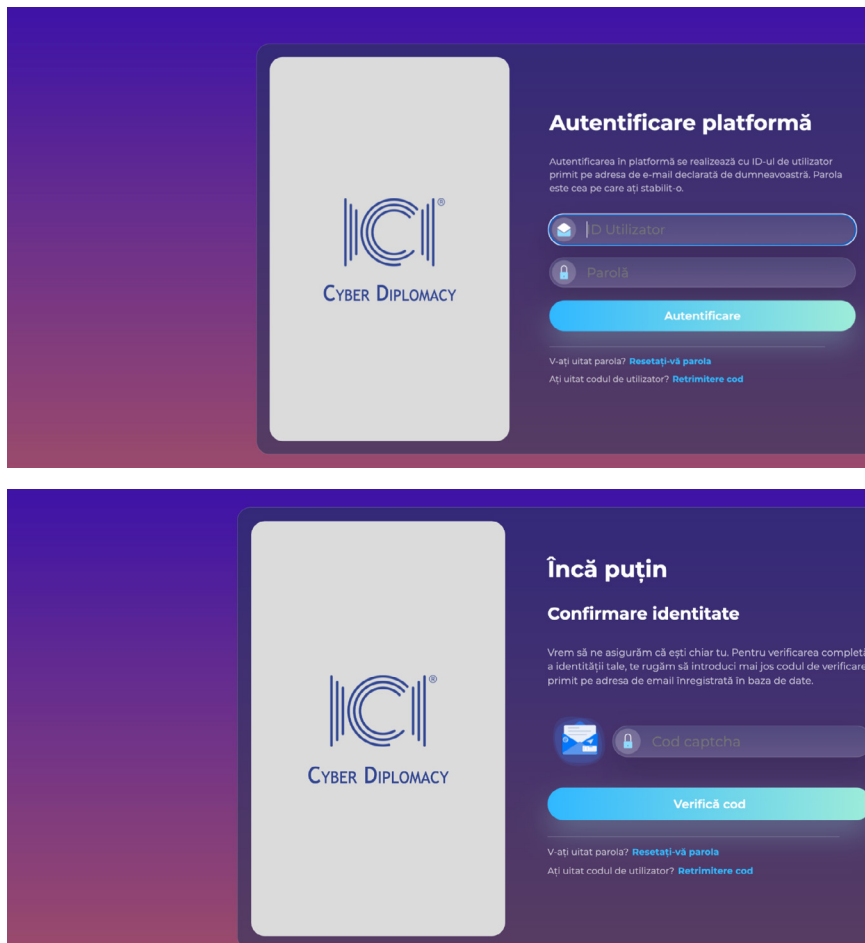 Autentificare platformă
Autentificarea în platformă se realizează cu ID-ul de utilizator
primit pe adresa de e-mail declarată de dumneavoastră. Parola
este cea pe care ați stabilit-o.
ICI®
CYBER DIPLOMACY
ID Utilizator
Parolă
Autentificare
V-ați uitat parola? Resetați-vă parola
Ați uitat codul de utilizator? Retrimitere cod
Încă puțin
Confirmare identitate
Vrem să ne asigurăm că ești chiar tu. Pentru verificarea completă
a identității tale, te rugăm să introduci mai jos codul de verificare
primit pe adresa de email înregistrată în baza de date.
ICI®
CYBER DIPLOMACY
Cod captcha
Verifică cod
V-ați uitat parola? Resetați-vă parola
Ați uitat codul de utilizator? Retrimitere cod